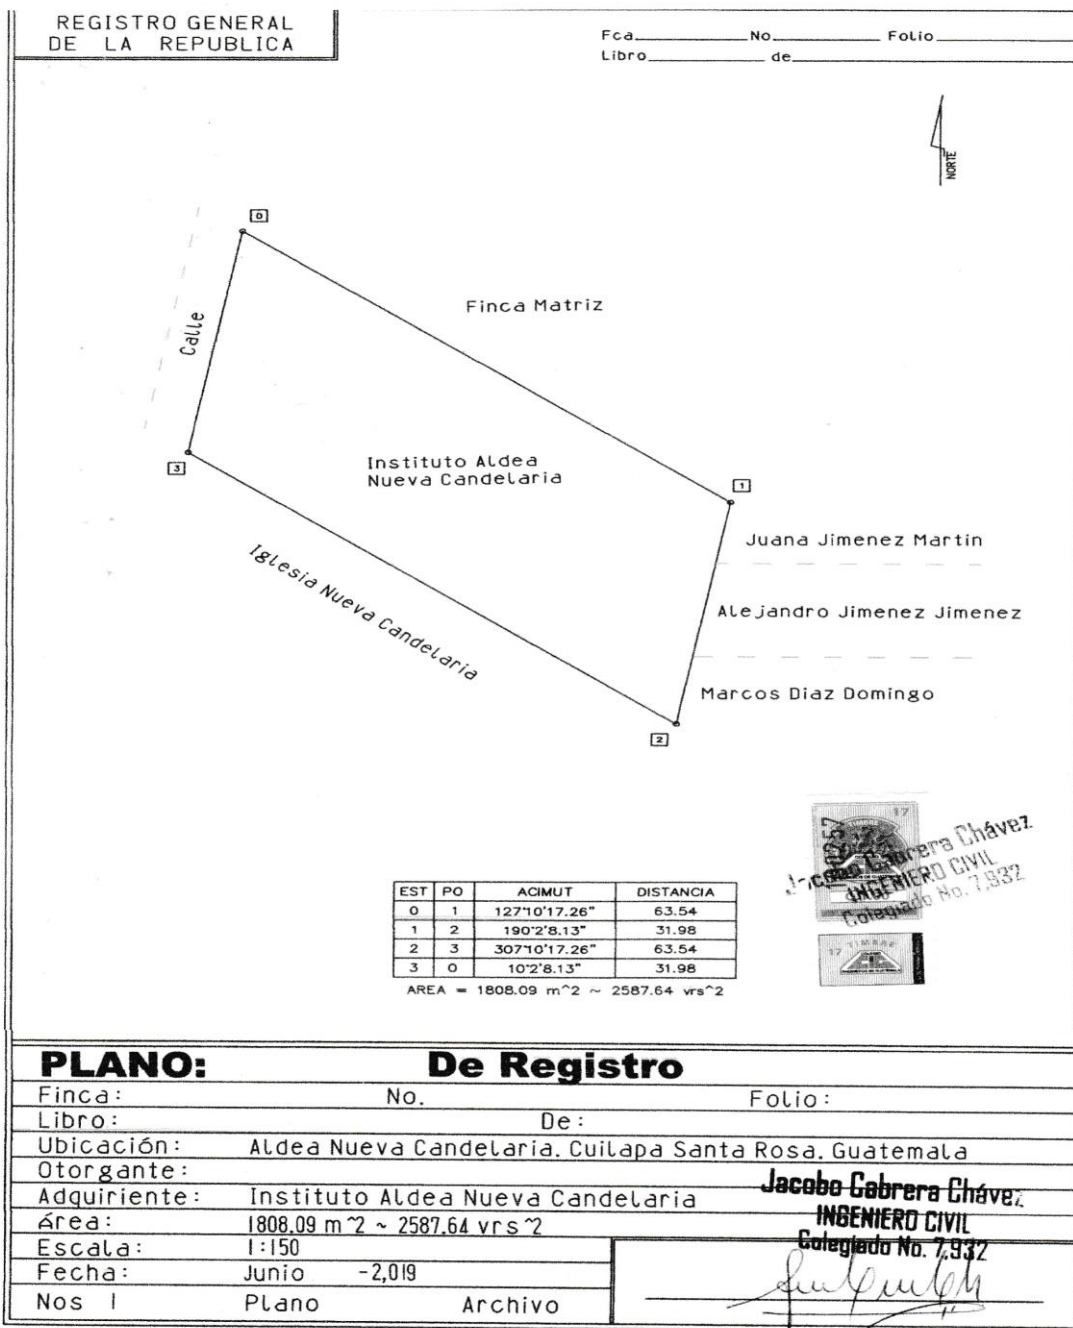 REGISTRO GENERAL
DE LA REPUBLICA
Fca. No. Folio
Libro de
NORTE
0
Finca Matriz
Calle
3
Instituto Aldea
Nueva Candelaria
1
Juana Jimenez Martin
Iglesia Nueva Candelaria
Alejandro Jimenez Jimenez
Marcos Diaz Domingo
2
17
TIMBRE
Jacobo Cabrera Chávez
INGENIERO CIVIL
Colegiado No. 7,932
17 TIMBRE
EST PO ACIMUT DISTANCIA
0 1 127°10'17.26" 63.54
1 2 190°2'8.13" 31.98
2 3 307°10'17.26" 63.54
3 0 10°2'8.13" 31.98
AREA = 1808.09 m^2 ~ 2587.64 vrs^2
PLANO: De Registro
Finca: No. Folio:
Libro: De:
Ubicación: Aldea Nueva Candelaria. Cuilapa Santa Rosa. Guatemala
Otorgante:
Adquiriente: Instituto Aldea Nueva Candelaria
Jacobo Cabrera Chávez
INGENIERO CIVIL
Colegiado No. 7,932
Área: 1808.09 m^2 ~ 2587.64 vrs^2
Escala: 1:150
Fecha: Junio -2,019
Nos 1 Plano Archivo